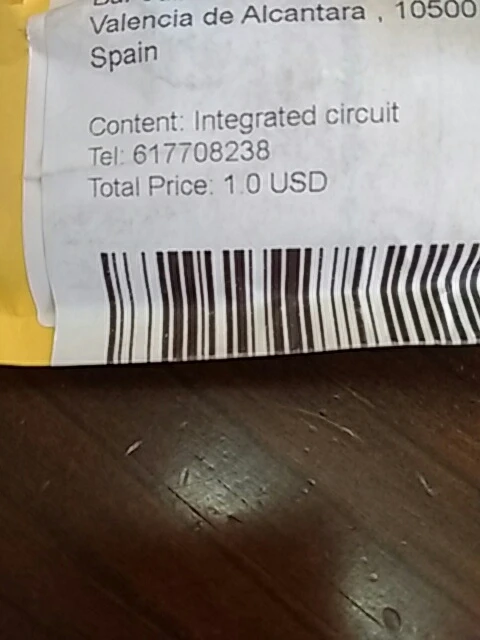 Valencia de Alcantara , 10500
Spain
Content: Integrated circuit
Tel: 617708238
Total Price: 1.0 USD